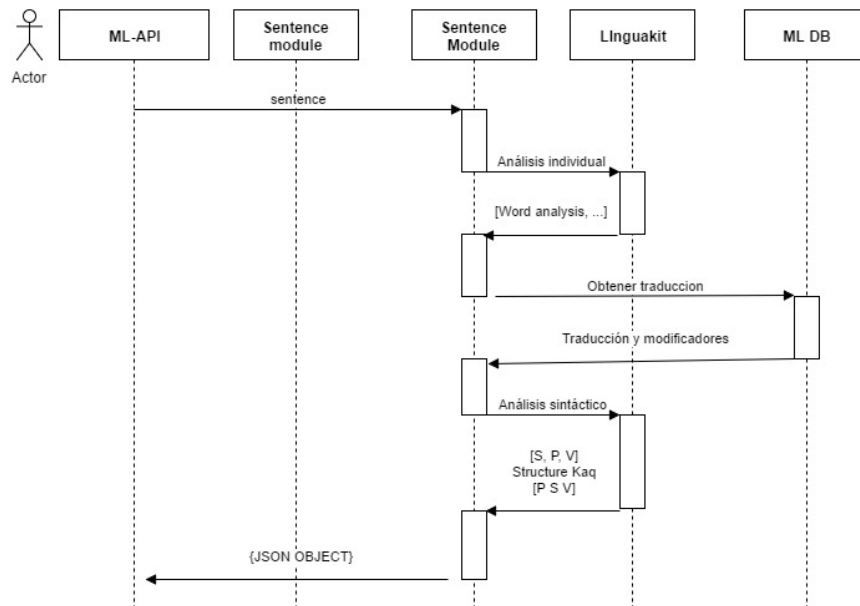 Actor
ML-API
Sentence
module
Sentence
Module
LInguakit
ML DB
sentence
Análisis individual
[Word analysis, ...]
Obtener traduccion
Traducción y modificadores
Análisis sintáctico
[S, P, V]
Structure Kaq
[P S V]
{JSON OBJECT}